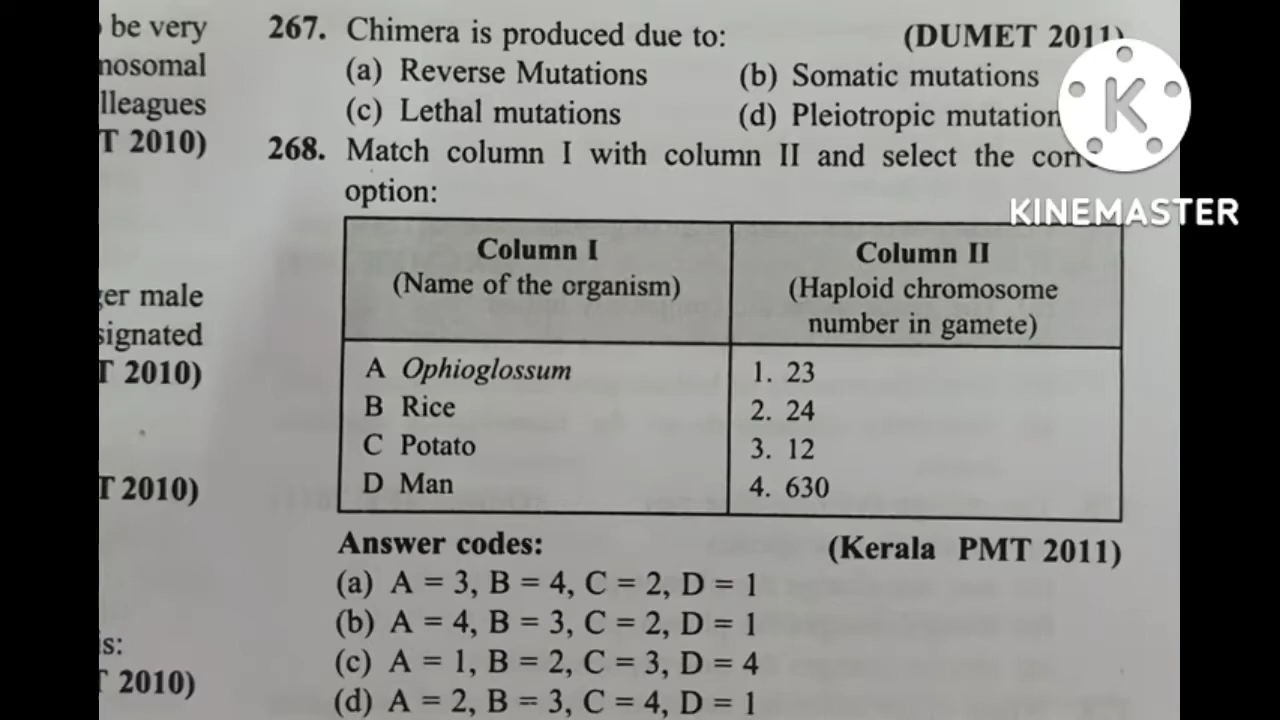 be very
nosomal
lleagues
T 2010)
ger male
signated
T 2010)
T 2010)
is:
2010)
267. Chimera is produced due to: (DUMET 2011)
(a) Reverse Mutations (b) Somatic mutations
(c) Lethal mutations (d) Pleiotropic mutation
268. Match column I with column II and select the
option:
Column I Column II
(Name of the organism) (Haploid chromosome
number in gamete)
A Ophioglossum 1. 23
B Rice 2. 24
C Potato 3. 12
D Man 4. 630
Answer codes: (Kerala PMT 2011)
(a) A = 3, B = 4, C = 2, D = 1
(b) A = 4, B = 3, C = 2, D = 1
(c) A = 1, B = 2, C = 3, D = 4
(d) A = 2, B = 3, C = 4, D = 1
K
KINEMASTER